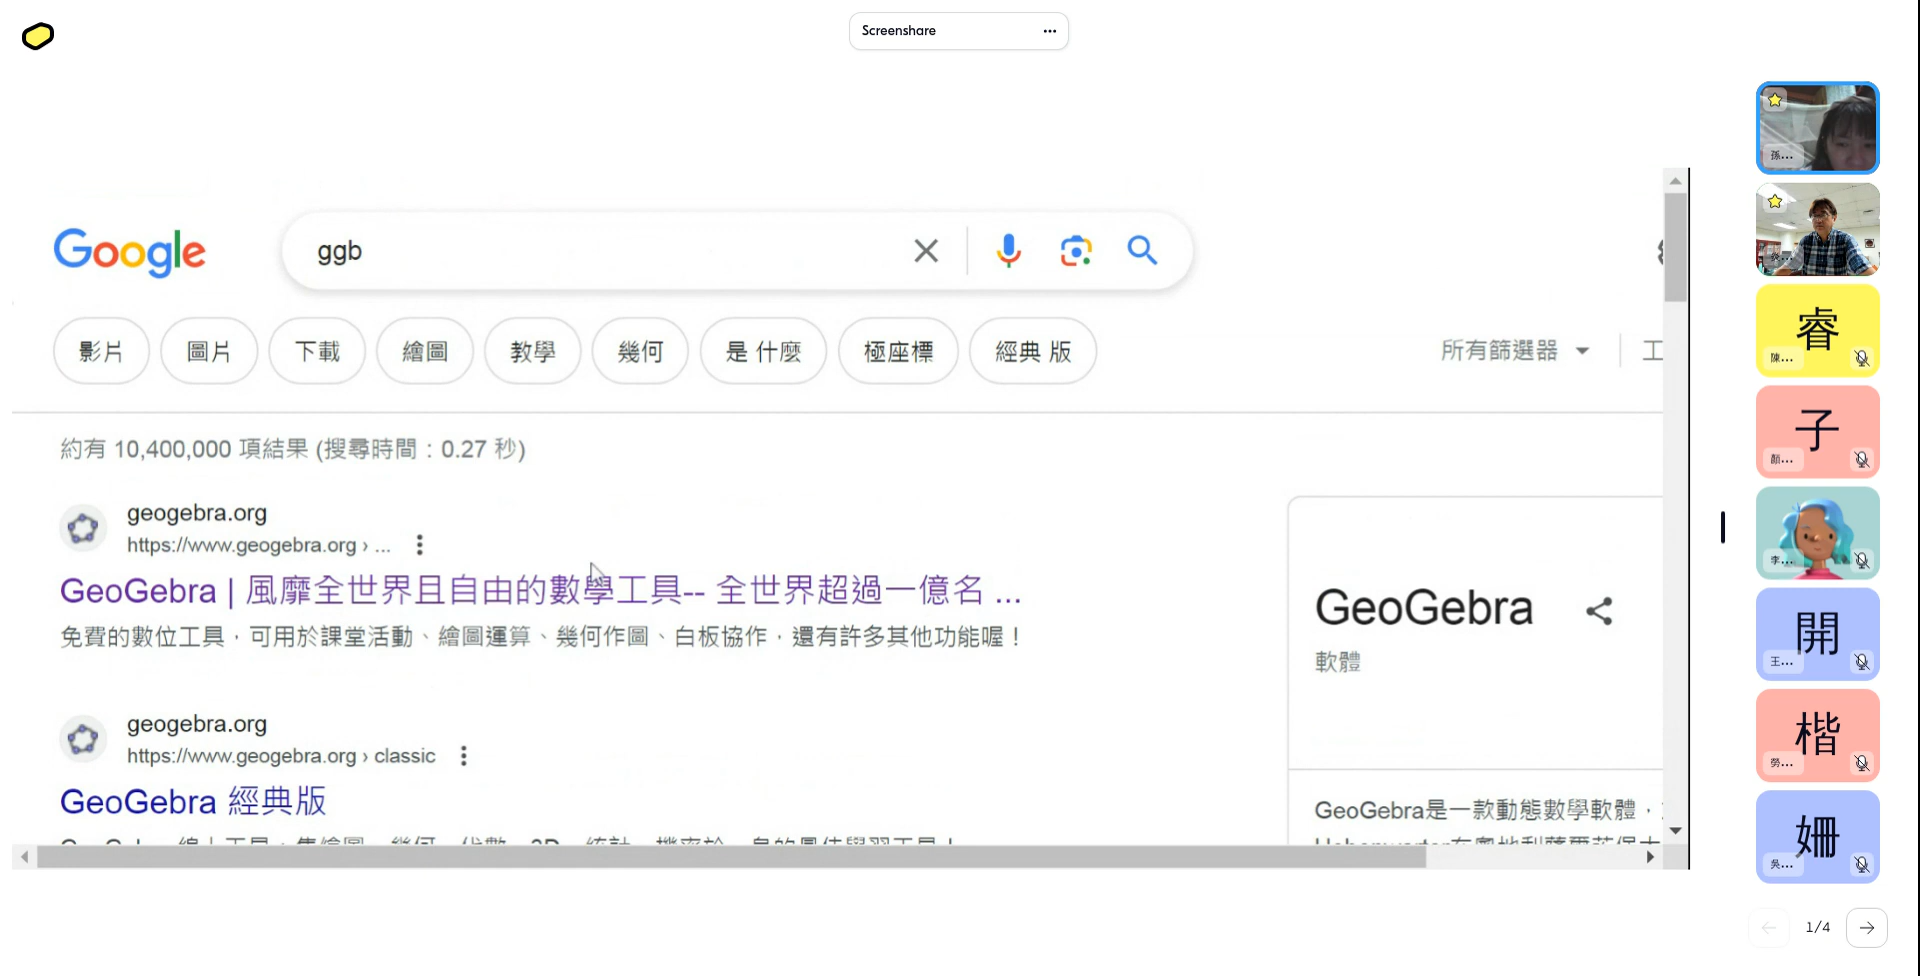 Screenshare
Google
ggb
影片 圖片 下載 繪圖 教學 幾何 是 什麼 極座標 經典 版
所有篩選器
約有 10,400,000 項結果 (搜尋時間：0.27 秒)
geogebra.org
https://www.geogebra.org › ...
GeoGebra | 風靡全世界且自由的數學工具-- 全世界超過一億名 ...
免費的數位工具，可用於課堂活動、繪圖運算、幾何作圖、白板協作，還有許多其他功能喔！
geogebra.org
https://www.geogebra.org › classic
GeoGebra 經典版
GeoGebra
軟體
GeoGebra是一款動態數學軟體，
孫...
睿
陳...
子
顏...
李...
開
王...
楷
勞...
姗
吳...
1/4